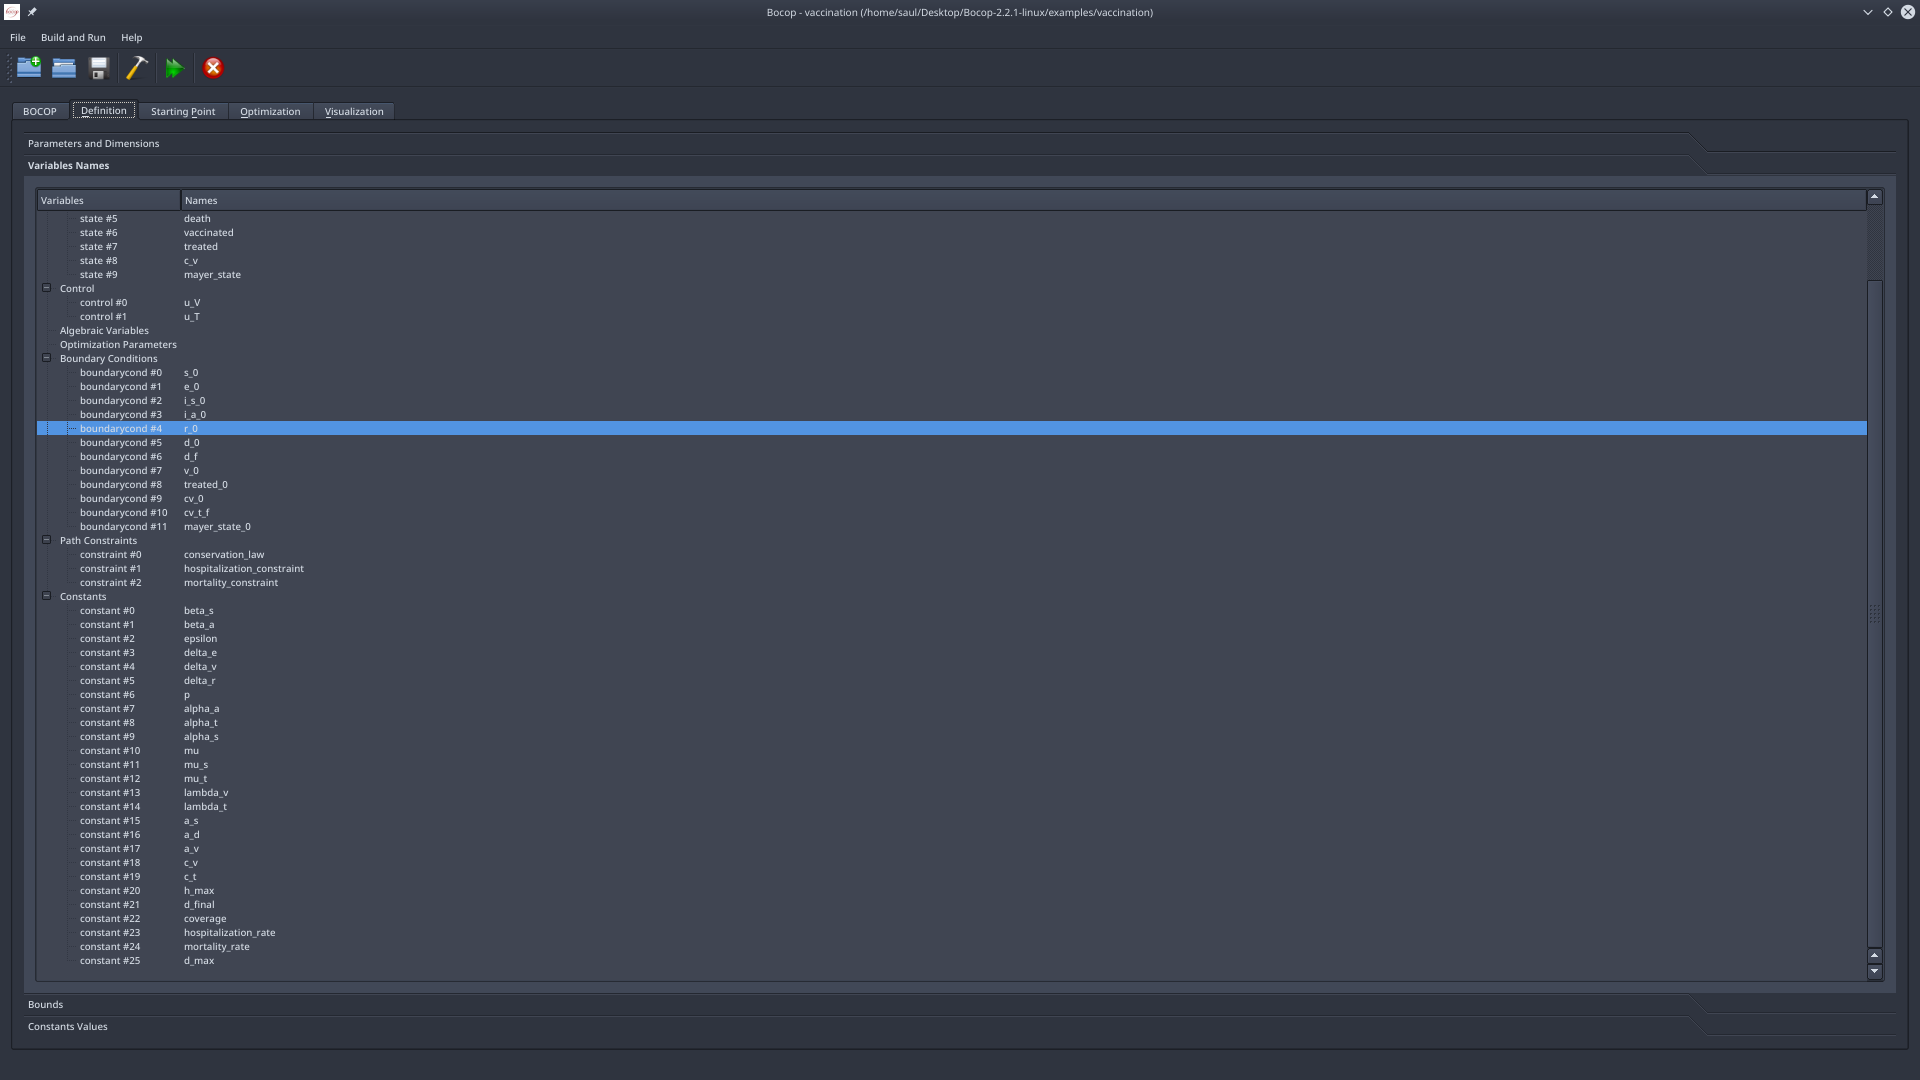 Bocop - vaccination (/home/saul/Desktop/Bocop-2.2.1-linux/examples/vaccination)
File Build and Run Help
BOCOP Definition Starting Point Optimization Visualization
Parameters and Dimensions
Variables Names
Variables Names
state #5 death
state #6 vaccinated
state #7 treated
state #8 c_v
state #9 mayer_state
Control
control #0 u_V
control #1 u_T
Algebraic Variables
Optimization Parameters
Boundary Conditions
boundarycond #0 s_0
boundarycond #1 e_0
boundarycond #2 i_s_0
boundarycond #3 i_a_0
boundarycond #4 r_0
boundarycond #5 d_0
boundarycond #6 d_f
boundarycond #7 v_0
boundarycond #8 treated_0
boundarycond #9 cv_0
boundarycond #10 cv_t_f
boundarycond #11 mayer_state_0
Path Constraints
constraint #0 conservation_law
constraint #1 hospitalization_constraint
constraint #2 mortality_constraint
Constants
constant #0 beta_s
constant #1 beta_a
constant #2 epsilon
constant #3 delta_e
constant #4 delta_v
constant #5 delta_r
constant #6 p
constant #7 alpha_a
constant #8 alpha_t
constant #9 alpha_s
constant #10 mu
constant #11 mu_s
constant #12 mu_t
constant #13 lambda_v
constant #14 lambda_t
constant #15 a_s
constant #16 a_d
constant #17 a_v
constant #18 c_v
constant #19 c_t
constant #20 h_max
constant #21 d_final
constant #22 coverage
constant #23 hospitalization_rate
constant #24 mortality_rate
constant #25 d_max
Bounds
Constants Values